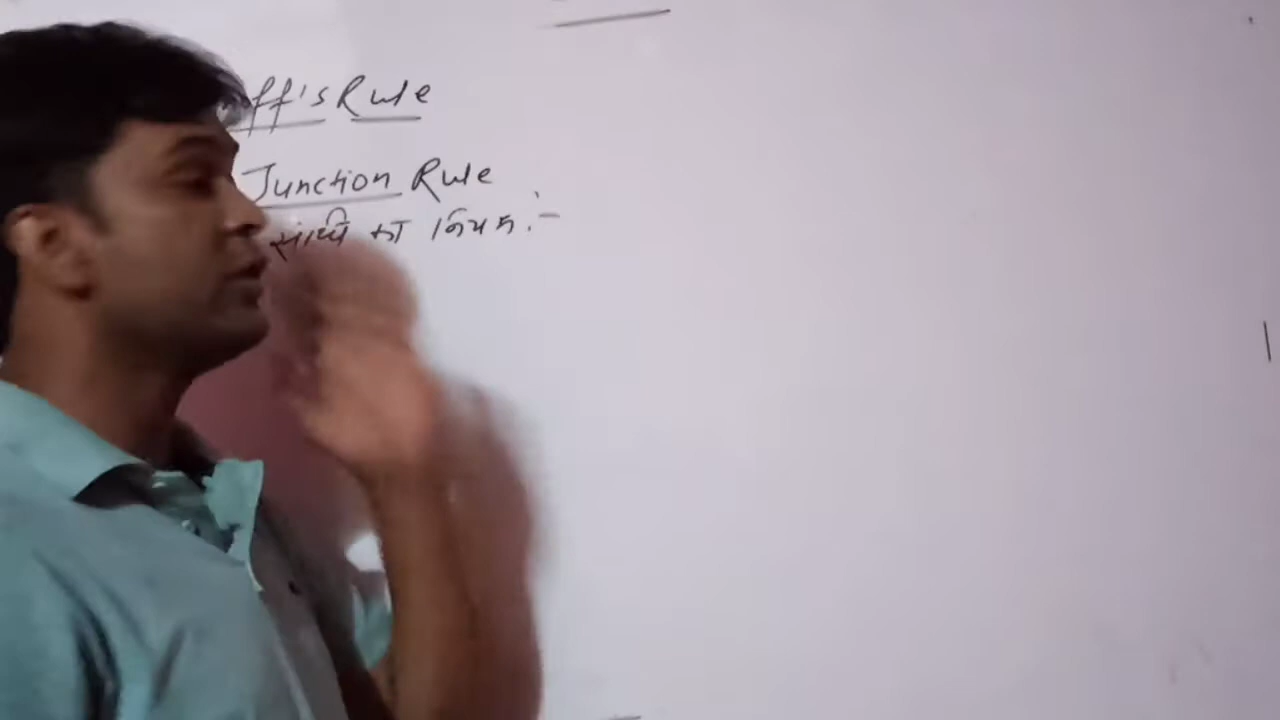 ff's Rule
Junction Rule
संधि का नियम :-